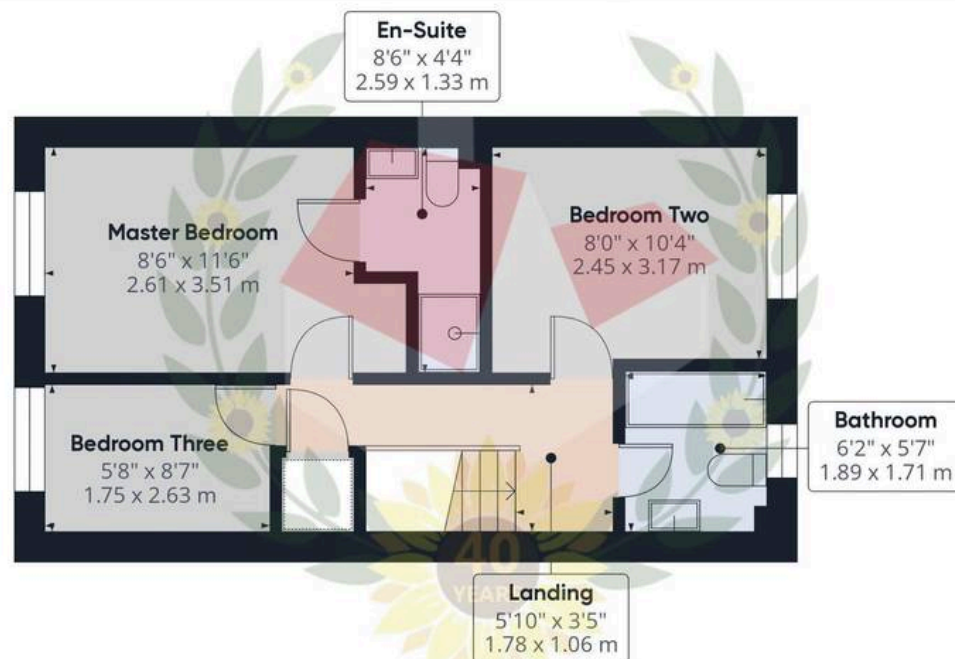 En-Suite
8'6" x 4'4"
2.59 x 1.33 m
Master Bedroom
8'6" x 11'6"
2.61 x 3.51 m
Bedroom Two
8'0" x 10'4"
2.45 x 3.17 m
Bedroom Three
5'8" x 8'7"
1.75 x 2.63 m
Bathroom
6'2" x 5'7"
1.89 x 1.71 m
40
YEARS
Landing
5'10" x 3'5"
1.78 x 1.06 m